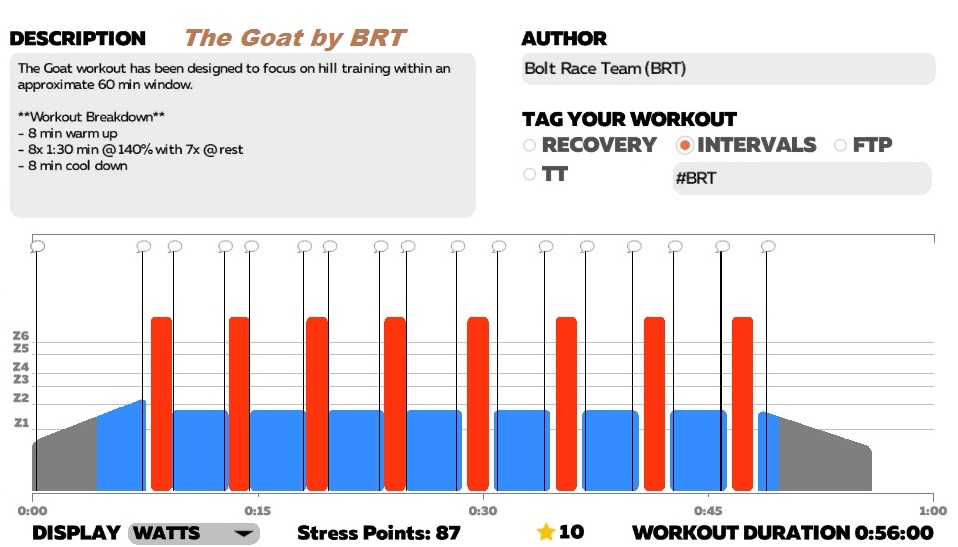 DESCRIPTION The Goat by BRT
The Goat workout has been designed to focus on hill training within an
approximate 60 min window.
**Workout Breakdown**
- 8 min warm up
- 8x 1:30 min @140% with 7x @rest
- 8 min cool down
AUTHOR
Bolt Race Team (BRT)
TAG YOUR WORKOUT
RECOVERY INTERVALS FTP
TT #BRT
Z6
Z5
Z4
Z3
Z2
Z1
0:00 0:15 0:30 0:45 1:00
DISPLAY WATTS Stress Points: 87 10 WORKOUT DURATION 0:56:00